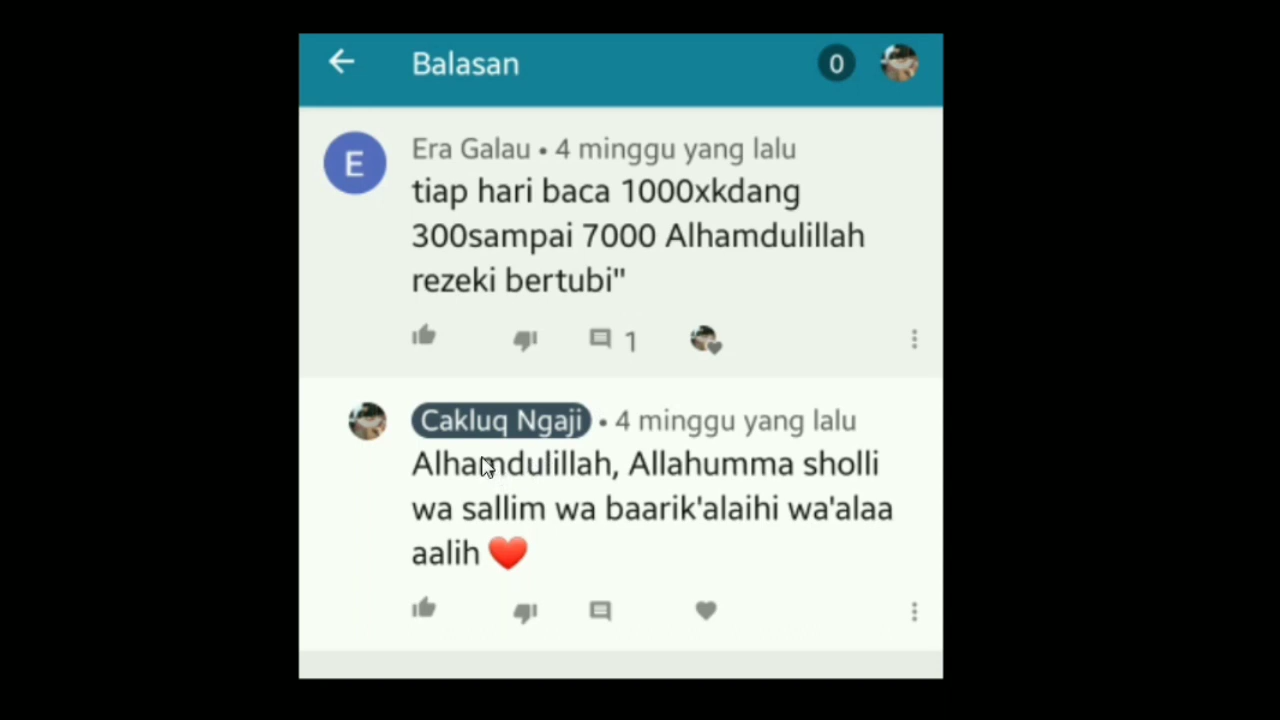 Balasan
0
E
Era Galau • 4 minggu yang lalu
tiap hari baca 1000xkdang
300sampai 7000 Alhamdulillah
rezeki bertubi"
1
Cakluq Ngaji • 4 minggu yang lalu
Alhamdulillah, Allahumma sholli
wa sallim wa baarik'alaihi wa'alaa
aalih ❤️